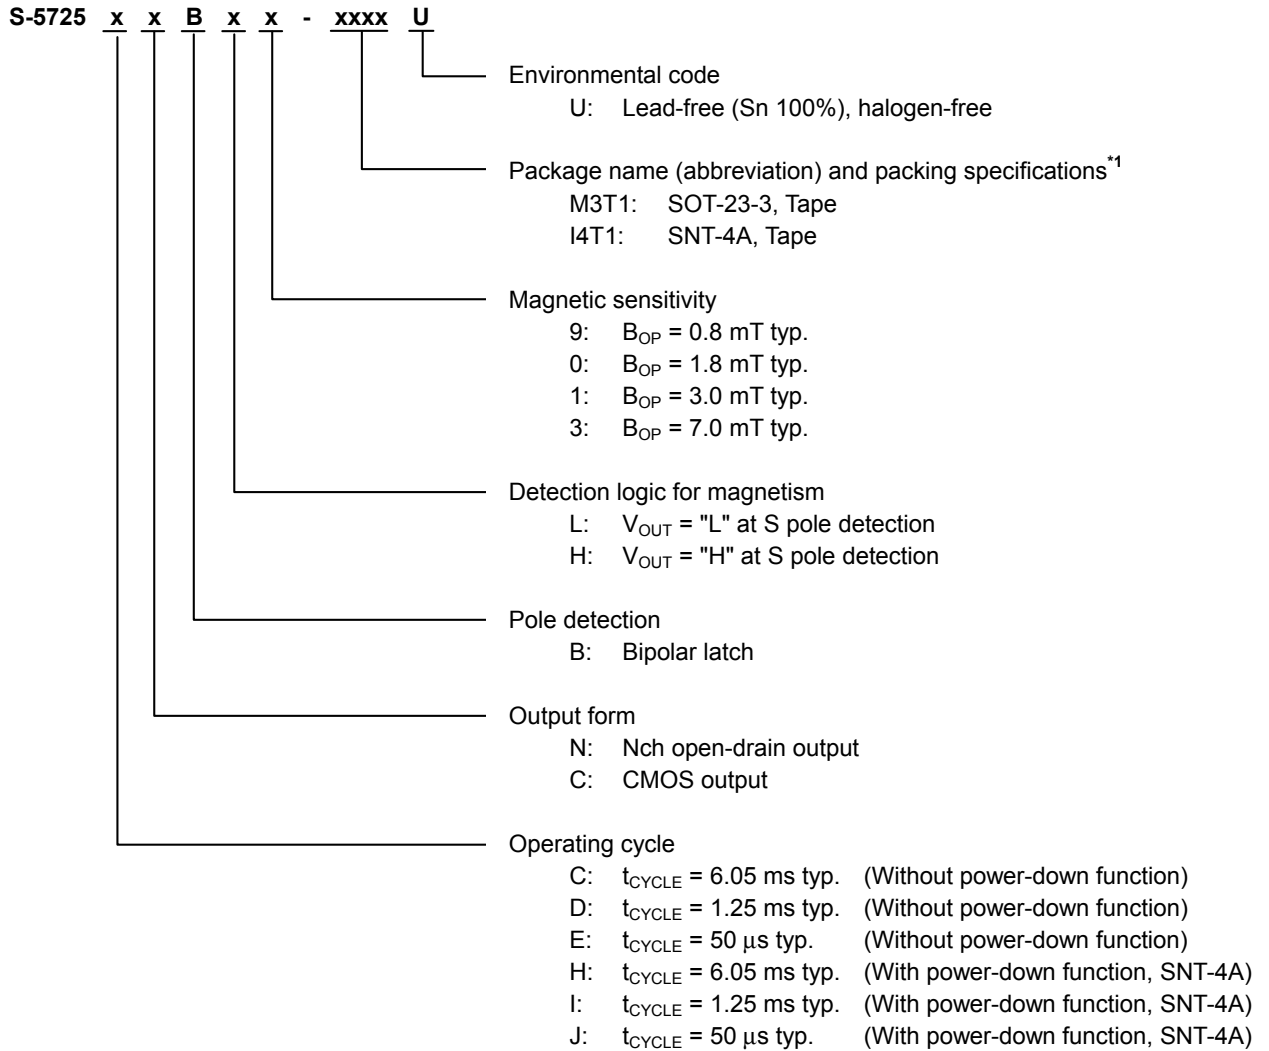 S-5725 x x B x x - xxxx U
Environmental code
U: Lead-free (Sn 100%), halogen-free
Package name (abbreviation) and packing specifications*1
M3T1: SOT-23-3, Tape
I4T1: SNT-4A, Tape
Magnetic sensitivity
9: BOP = 0.8 mT typ.
0: BOP = 1.8 mT typ.
1: BOP = 3.0 mT typ.
3: BOP = 7.0 mT typ.
Detection logic for magnetism
L: VOUT = "L" at S pole detection
H: VOUT = "H" at S pole detection
Pole detection
B: Bipolar latch
Output form
N: Nch open-drain output
C: CMOS output
Operating cycle
C: tCYCLE = 6.05 ms typ. (Without power-down function)
D: tCYCLE = 1.25 ms typ. (Without power-down function)
E: tCYCLE = 50 μs typ. (Without power-down function)
H: tCYCLE = 6.05 ms typ. (With power-down function, SNT-4A)
I: tCYCLE = 1.25 ms typ. (With power-down function, SNT-4A)
J: tCYCLE = 50 μs typ. (With power-down function, SNT-4A)